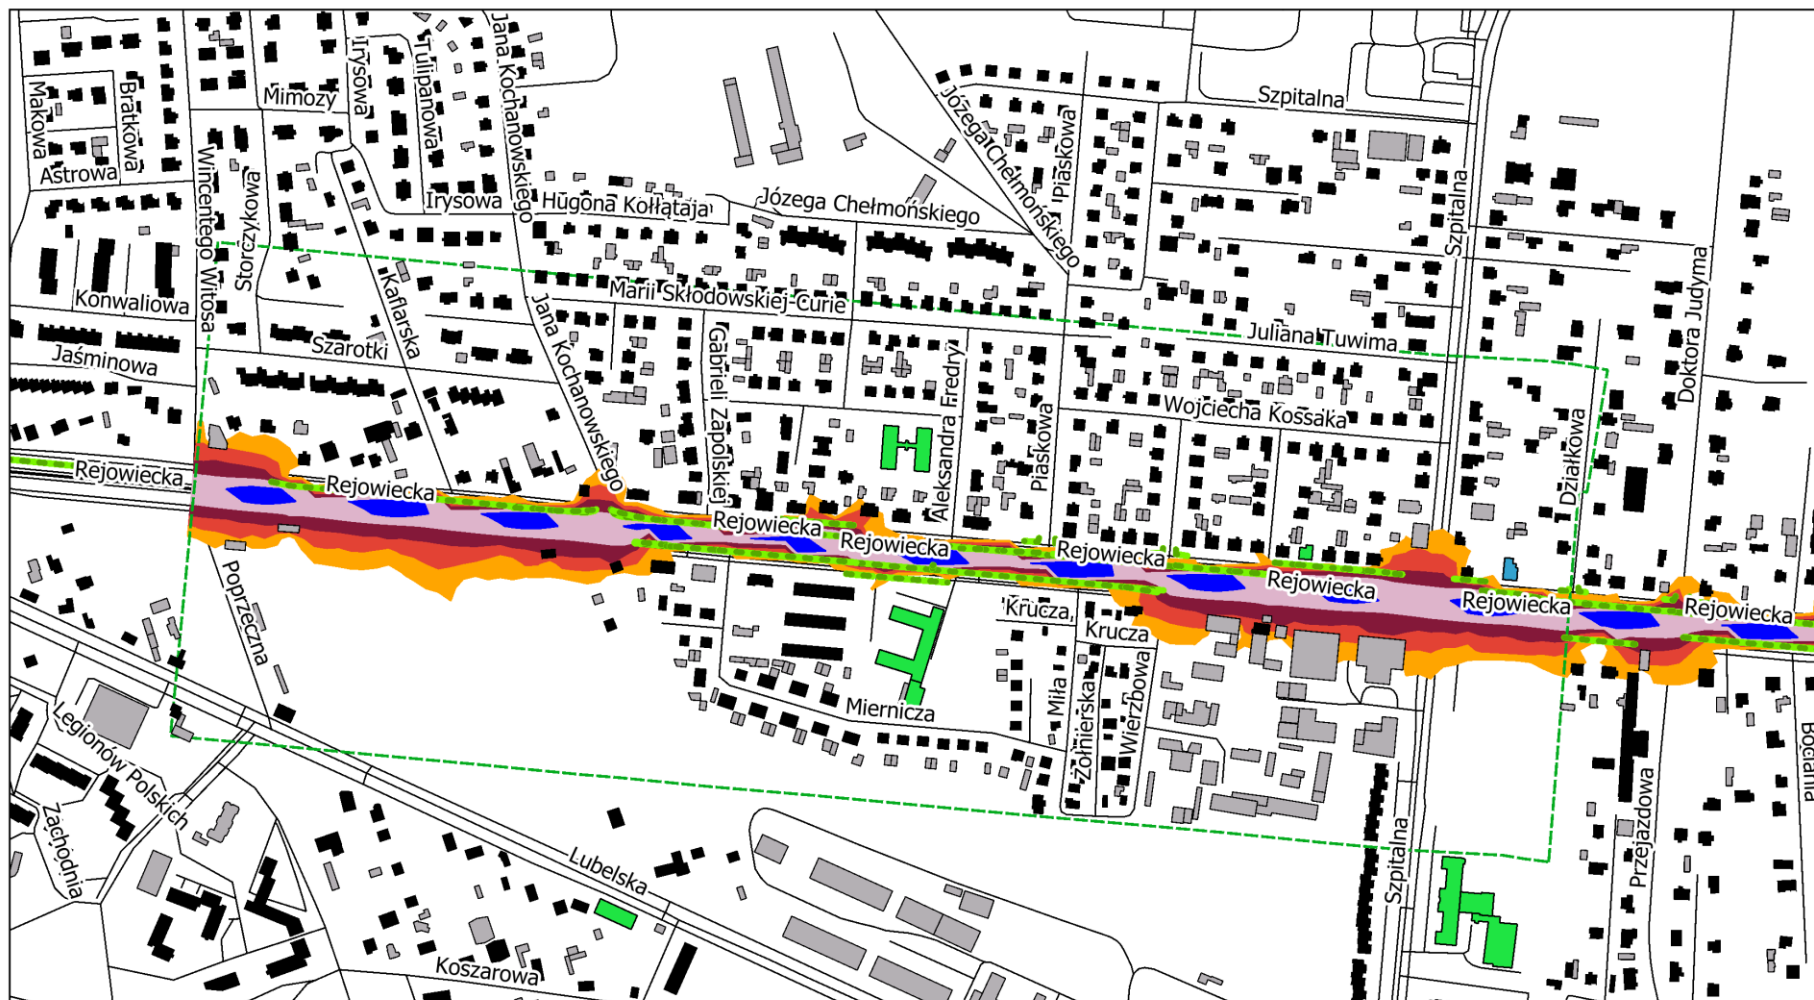 Makowa
Bratkowa
Astrowa
Mimozy
Irysowa
Tulipanowa
Jana Kochanowskiego
Wincentego Witosa
Storczykowa
Irysowa
Hugona Kołłątaja
Józega Chełmońskiego
Józega Chełmońskiego
Piaskowa
Szpitalna
Szpitalna
Konwaliowa
Jaśminowa
Kaflarska
Szarotki
Jana Kochanowskiego
Marii Skłodowskiej-Curie
Gabrieli Zapolskiej
Aleksandra Fredry
Piaskowa
Juliana Tuwima
Wojciecha Kossaka
Doktora Judyma
Działkowa
Rejowiecka
Rejowiecka
Rejowiecka
Rejowiecka
Rejowiecka
Rejowiecka
Rejowiecka
Rejowiecka
Poprzeczna
Krucza
Krucza
Miła
Żołnierska
Wierzbowa
Miernicza
Legionów Polskich
Zachodnia
Lubelska
Koszarowa
Szpitalna
Przejazdowa